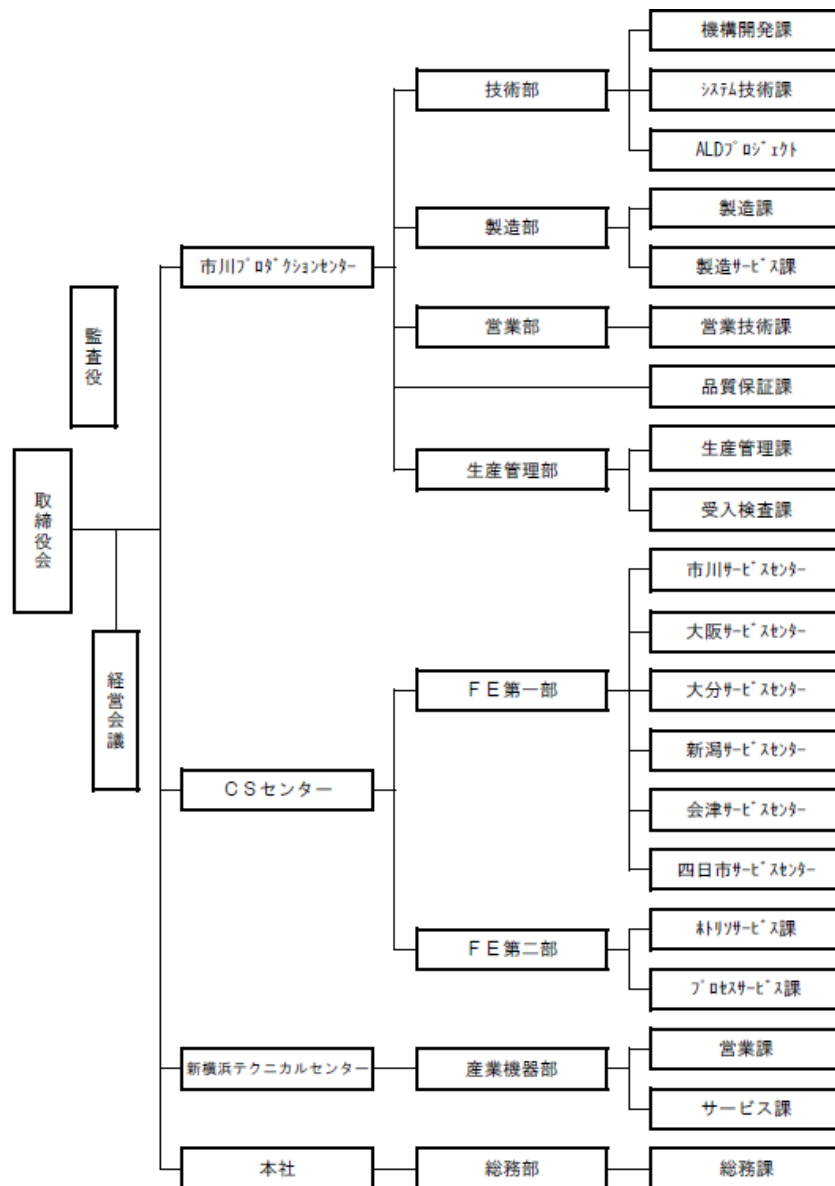 機構開発課
技術部
ｼｽﾃﾑ技術課
ALDﾌﾟﾛｼﾞｪｸﾄ
製造課
製造部
製造ｻｰﾋﾞｽ課
市川ﾌﾟﾛﾀﾞｸｼｮﾝｾﾝﾀｰ
監査役
営業部
営業技術課
品質保証課
生産管理課
生産管理部
受入検査課
取締役会
市川ｻｰﾋﾞｽｾﾝﾀｰ
大阪ｻｰﾋﾞｽｾﾝﾀｰ
経営会議
ＦＥ第一部
大分ｻｰﾋﾞｽｾﾝﾀｰ
新潟ｻｰﾋﾞｽｾﾝﾀｰ
ＣＳセンター
会津ｻｰﾋﾞｽｾﾝﾀｰ
四日市ｻｰﾋﾞｽｾﾝﾀｰ
ﾎﾄﾘｿｻｰﾋﾞｽ課
ＦＥ第二部
ﾌﾟﾛｾｽｻｰﾋﾞｽ課
営業課
新横浜テクニカルセンター
産業機器部
サービス課
本社
総務部
総務課